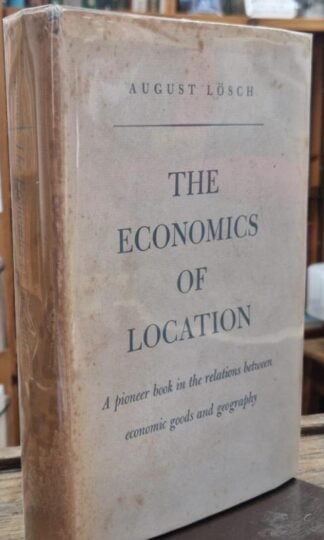 AUGUST LÖSCH
THE
ECONOMICS
OF
LOCATION
A pioneer book in the relations between
economic goods and geography